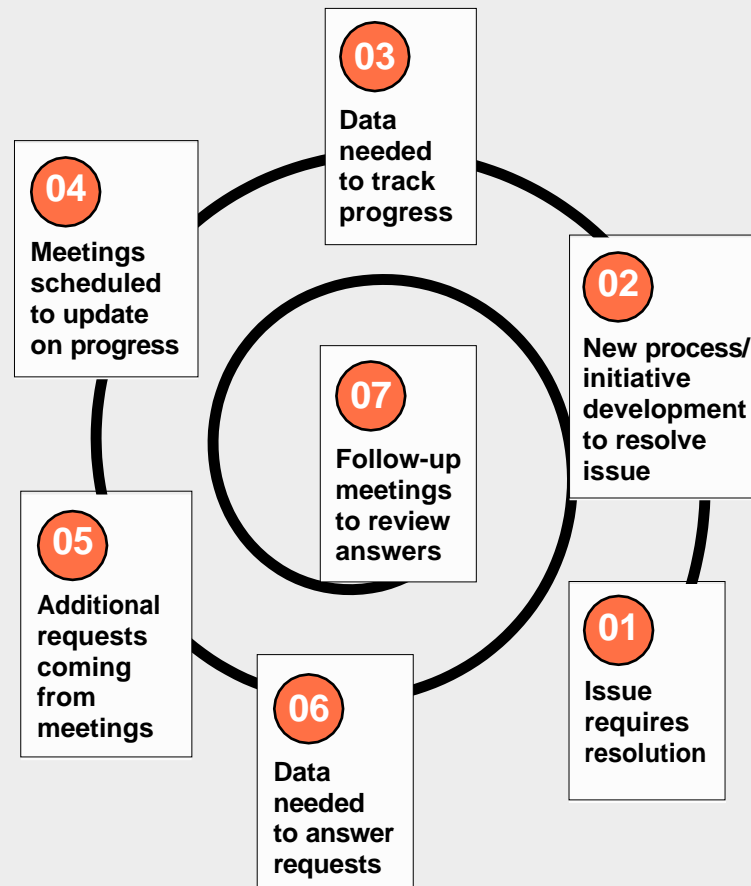 03
Data
needed
to track
progress
04
Meetings
scheduled
to update
on progress
02
New process/
initiative
development
to resolve
issue
07
Follow-up
meetings
to review
answers
05
Additional
requests
coming
from
meetings
01
Issue
requires
resolution
06
Data
needed
to answer
requests